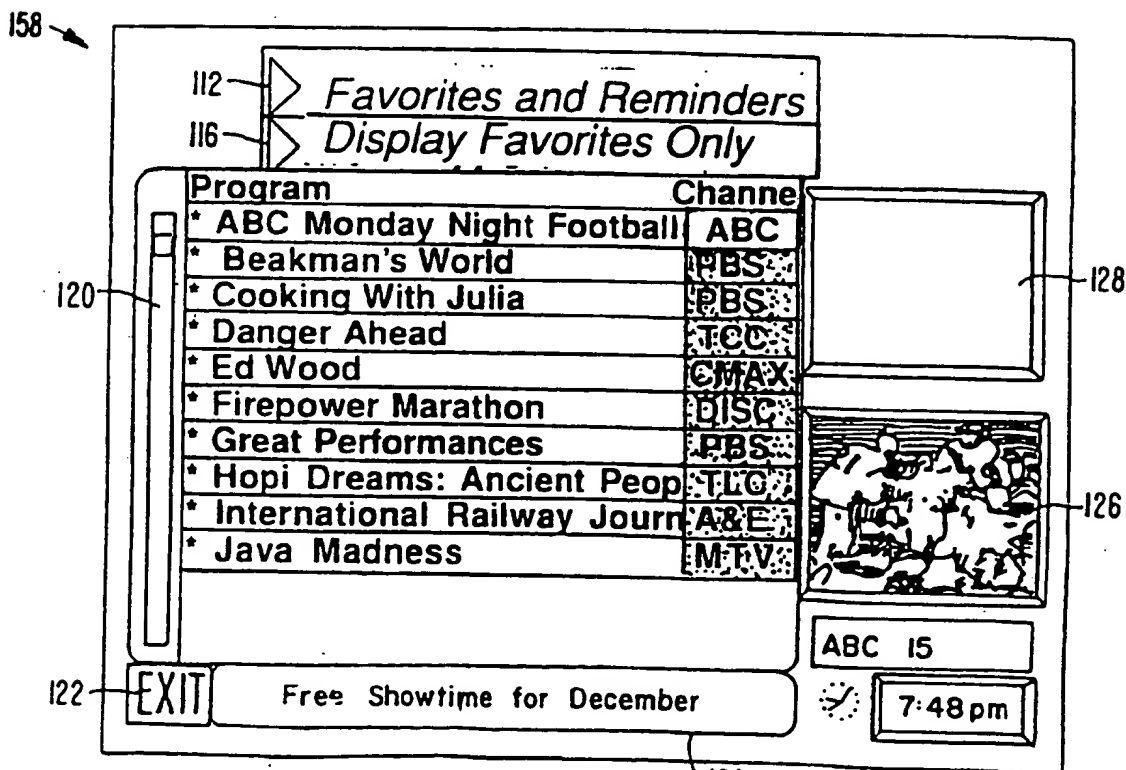 158
112
Favorites and Reminders
116
Display Favorites Only
Program Channe
* ABC Monday Night Football ABC
* Beakman's World PBS
* Cooking With Julia PBS
* Danger Ahead TCC
* Ed Wood CMAX
* Firepower Marathon DISC
* Great Performances PBS
* Hopi Dreams: Ancient Peop TLC
* International Railway Journ A&E
* Java Madness MTV
120
128
126
ABC 15
122
EXIT
Free Showtime for December
7:48 pm